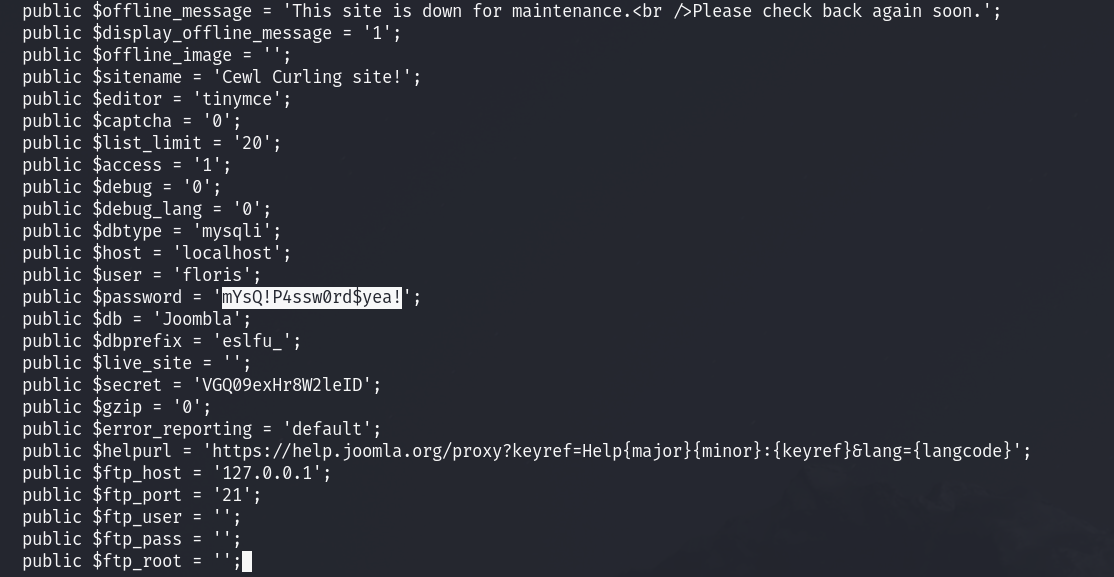 public $offline_message = 'This site is down for maintenance.<br />Please check back again soon.';
public $display_offline_message = '1';
public $offline_image = '';
public $sitename = 'Cewl Curling site!';
public $editor = 'tinymce';
public $captcha = '0';
public $list_limit = '20';
public $access = '1';
public $debug = '0';
public $debug_lang = '0';
public $dbtype = 'mysqli';
public $host = 'localhost';
public $user = 'floris';
public $password = 'mYsQ!P4ssw0rd$yea!';
public $db = 'Joombla';
public $dbprefix = 'eslfu_';
public $live_site = '';
public $secret = 'VGQ09exHr8W2leID';
public $gzip = '0';
public $error_reporting = 'default';
public $helpurl = 'https://help.joomla.org/proxy?keyref=Help{major}{minor}:{keyref}&lang={langcode}';
public $ftp_host = '127.0.0.1';
public $ftp_port = '21';
public $ftp_user = '';
public $ftp_pass = '';
public $ftp_root = '';